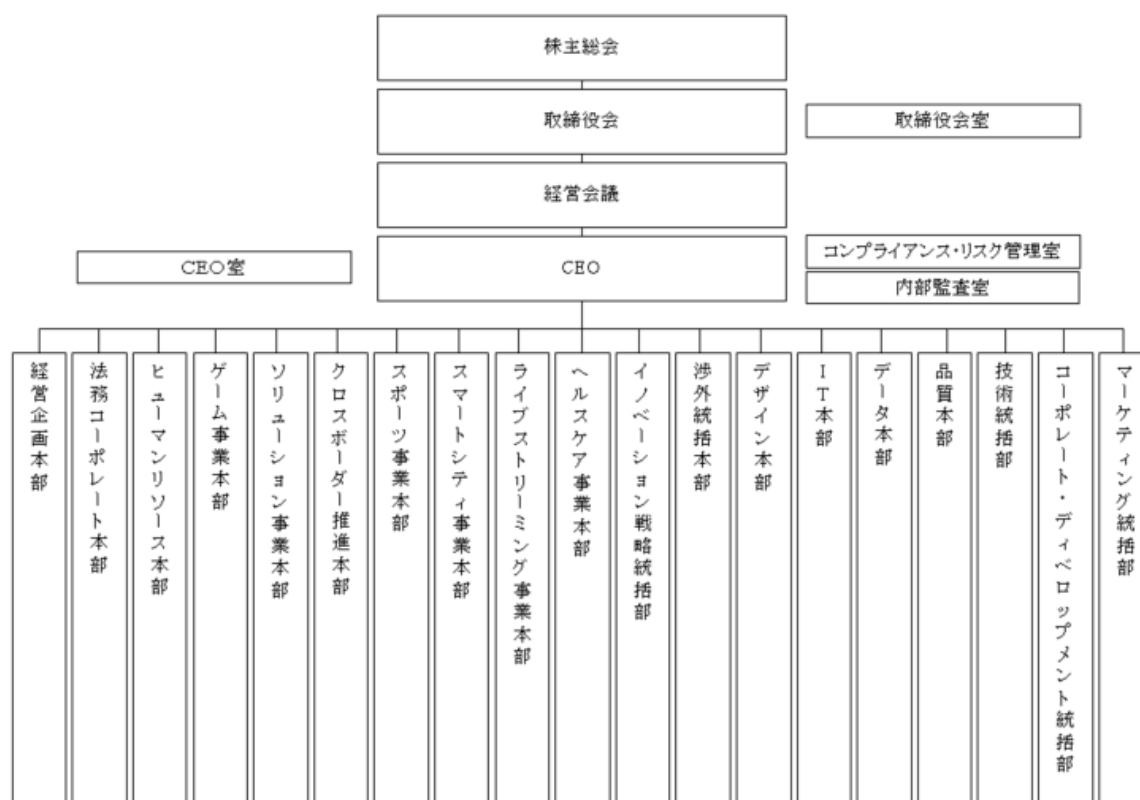 株主総会
取締役会
取締役会室
経営会議
CEO室
CEO
コンプライアンス・リスク管理室
内部監査室
経営企画本部
法務コーポレート本部
ヒューマンリソース本部
ゲーム事業本部
ソリューション事業本部
クロスボーダー推進本部
スポーツ事業本部
スマートシティ事業本部
ライブストリーミング事業本部
ヘルスケア事業本部
イノベーション戦略統括部
渉外統括本部
デザイン本部
IT本部
データ本部
品質本部
技術統括部
コーポレート・ディベロップメント統括部
マーケティング統括部